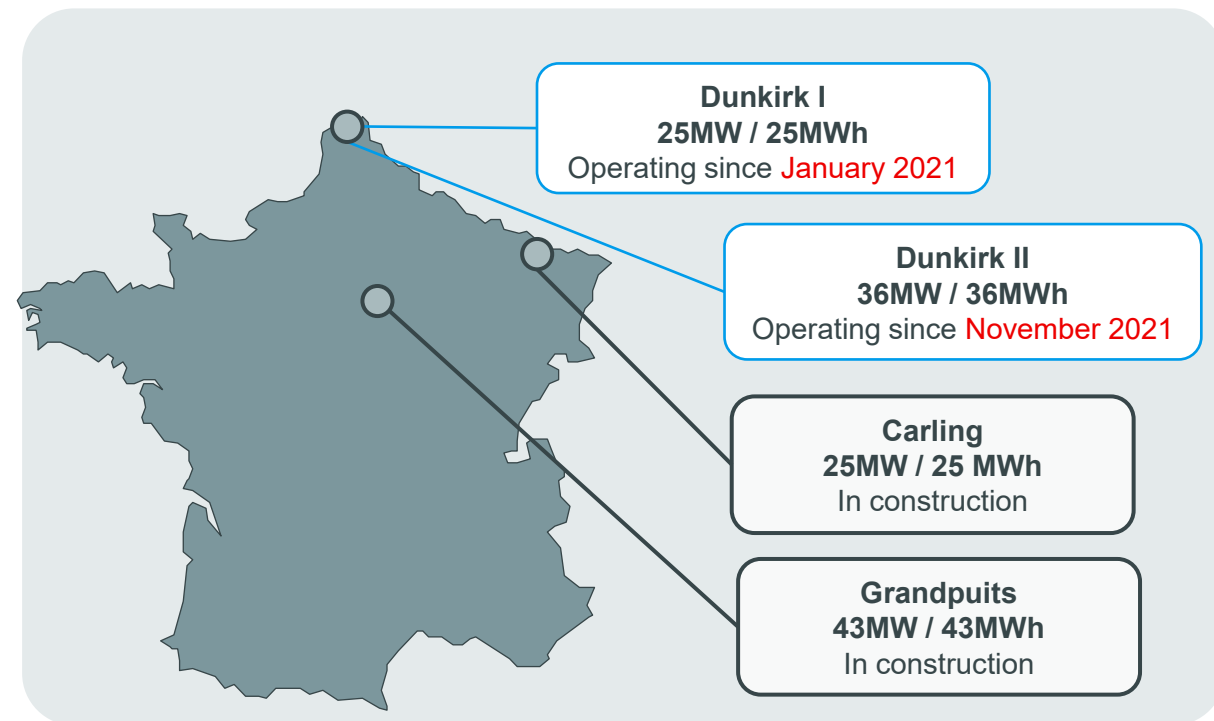 Dunkirk I
25MW / 25MWh
Operating since January 2021
Dunkirk II
36MW / 36MWh
Operating since November 2021
Carling
25MW / 25 MWh
In construction
Grandpuits
43MW / 43MWh
In construction